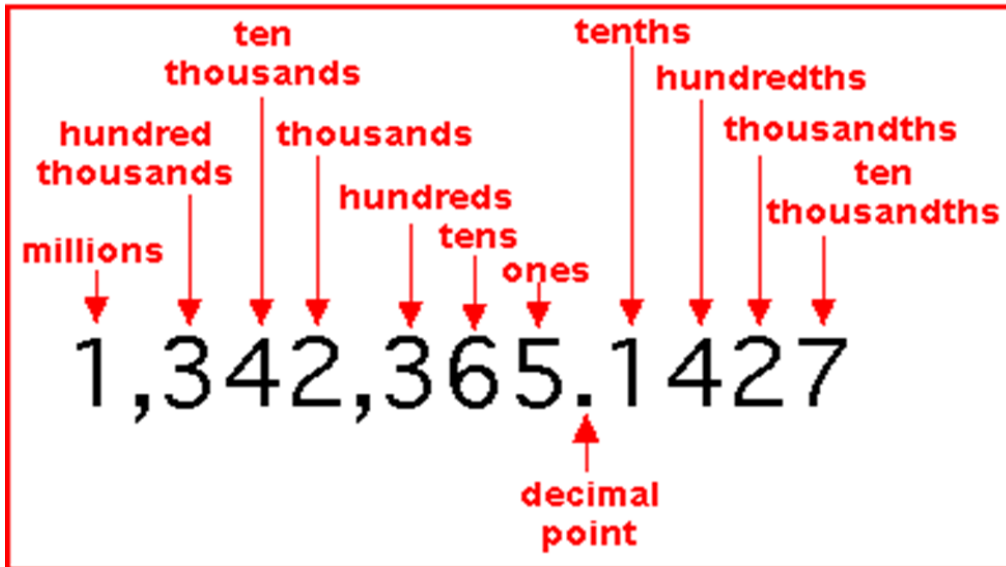 ten
thousands
tenths
hundredths
hundred
thousands
thousands
thousandths
ten
thousandths
hundreds
tens
millions
ones
1,342,365.1427
decimal
point